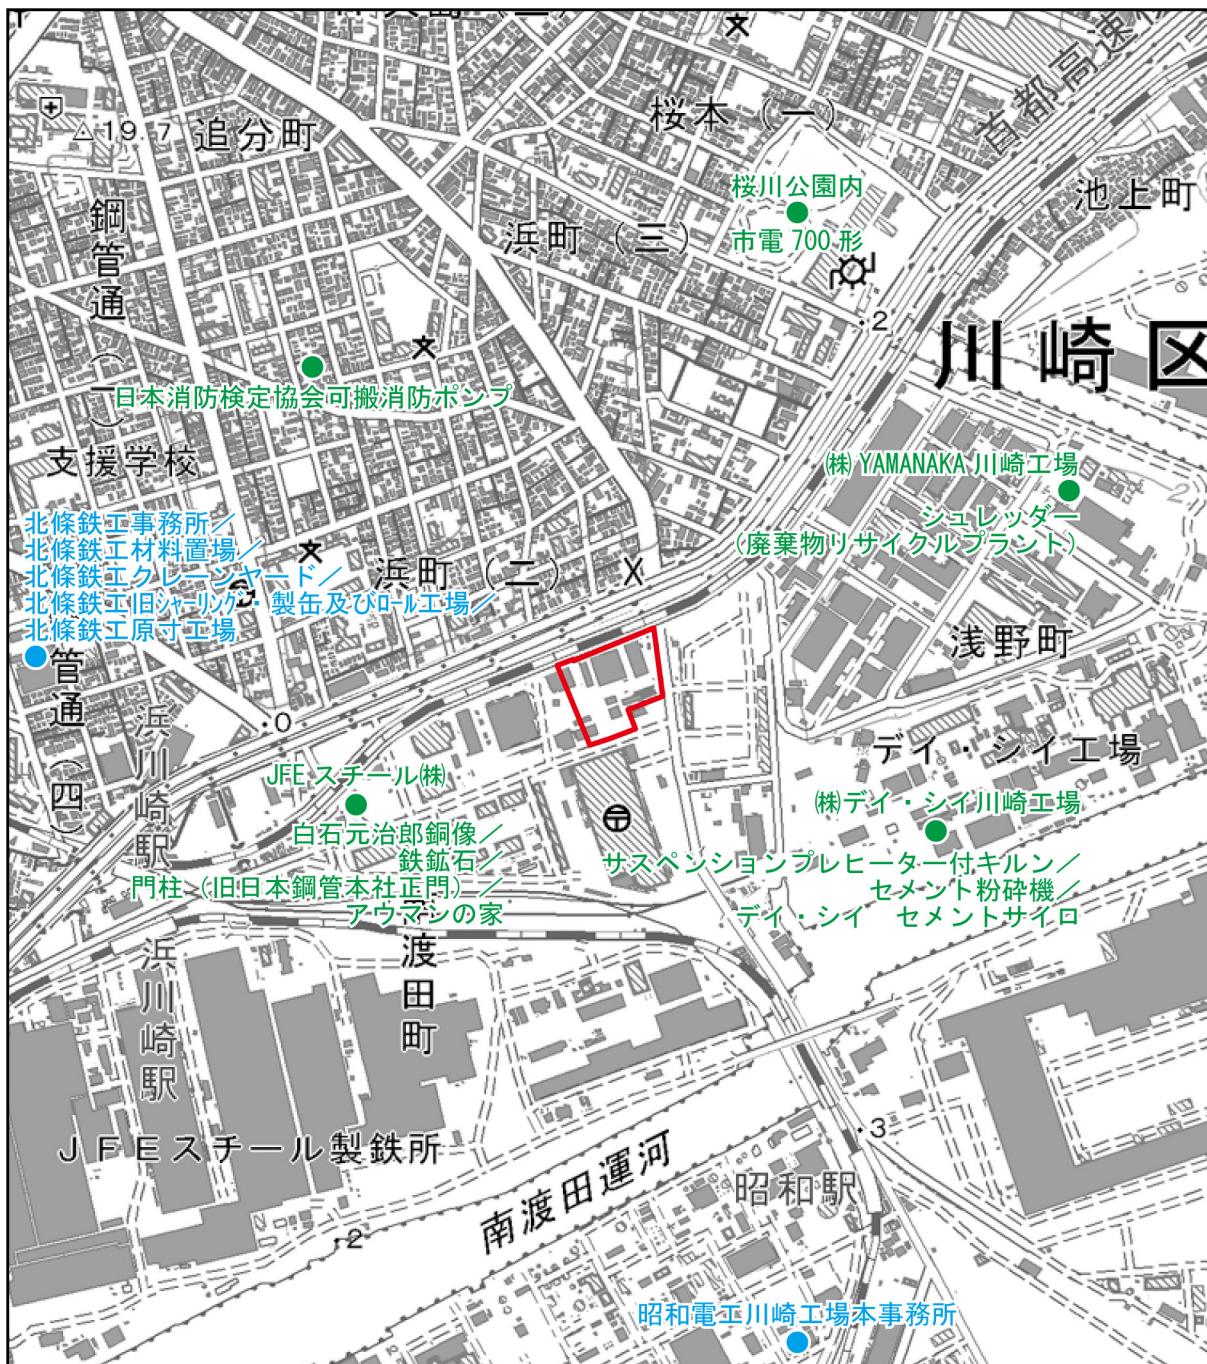 首都高速
桜本（一）
19.7
追分町
池上町
桜川公園内
市電 700 形
鋼管通（一）
浜町（三）
2
川崎区
日本消防検定協会可搬消防ポンプ
支援学校
㈱ YAMANAKA 川崎工場
シュレッダー
（廃棄物リサイクルプラント）
2
北條鉄工事務所／
北條鉄工材料置場／
北條鉄工クレーンヤード／
北條鉄工旧シャーリング・製缶及びロール工場／
北條鉄工原寸工場
浜町（二）
浅野町
管通（四）
浜川崎駅
0
デイ・シイ工場
JFE スチール㈱
白石元治郎銅像／
鉄鉱石／
門柱（旧日本鋼管本社正門）／
アウマンの家
㈱デイ・シイ川崎工場
サスペンションプレヒーター付キルン／
セメント粉砕機／
デイ・シイ　セメントサイロ
渡田町
浜川崎駅
ＪＦＥスチール製鉄所
3
南渡田運河
昭和駅
2
昭和電工川崎工場本事務所